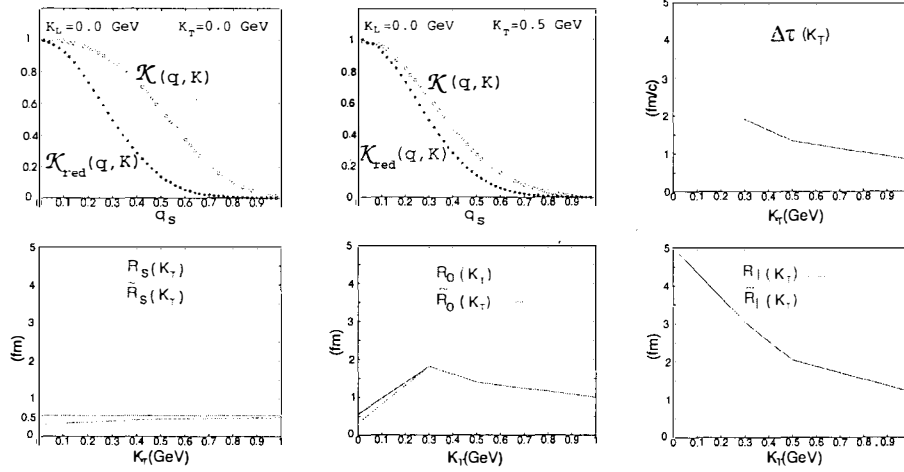 K_L=0.0 GeV K_T=0.0 GeV
1
0.8
0.6
0.4
0.2
0
𝒦(q,K)
𝒦_red(q,K)
0 0.1 0.2 0.3 0.4 0.5 0.6 0.7 0.8 0.9 1
q_s
K_L=0.0 GeV K_T=0.5 GeV
1
0.8
0.6
0.4
0.2
0
𝒦(q,K)
𝒦_red(q,K)
0 0.1 0.2 0.3 0.4 0.5 0.6 0.7 0.8 0.9 1
q_s
Δτ(K_T)
(fm/c)
5
4
3
2
1
0
0 0.1 0.2 0.3 0.4 0.5 0.6 0.7 0.8 0.9 1
K_T(GeV)
R_s(K_T)
R̃_s(K_T)
(fm)
5
4
3
2
1
0.5
0
0.1 0.2 0.3 0.4 0.5 0.6 0.7 0.8 0.9 1
K_T(GeV)
R_o(K_T)
R̃_o(K_T)
(fm)
5
4
3
2
1
0
0 0.1 0.2 0.3 0.4 0.5 0.6 0.7 0.8 0.9 1
K_T(GeV)
R_l(K_T)
R̃_l(K_T)
(fm)
5
4
3
2
1
0
0 0.1 0.2 0.3 0.4 0.5 0.6 0.7 0.8 0.9 1
K_T(GeV)